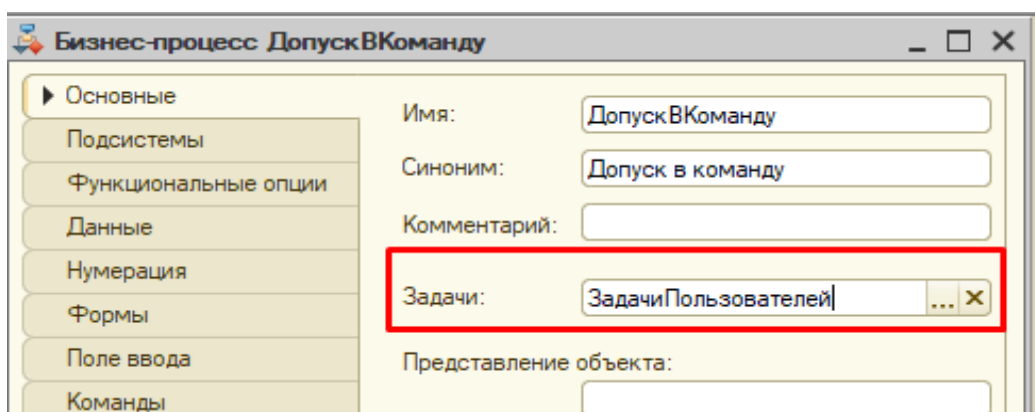 Бизнес-процесс ДопускВКоманду
Основные
Подсистемы
Функциональные опции
Данные
Нумерация
Формы
Поле ввода
Команды
Имя: ДопускВКоманду
Синоним: Допуск в команду
Комментарий:
Задачи: ЗадачиПользователей ...
Представление объекта: